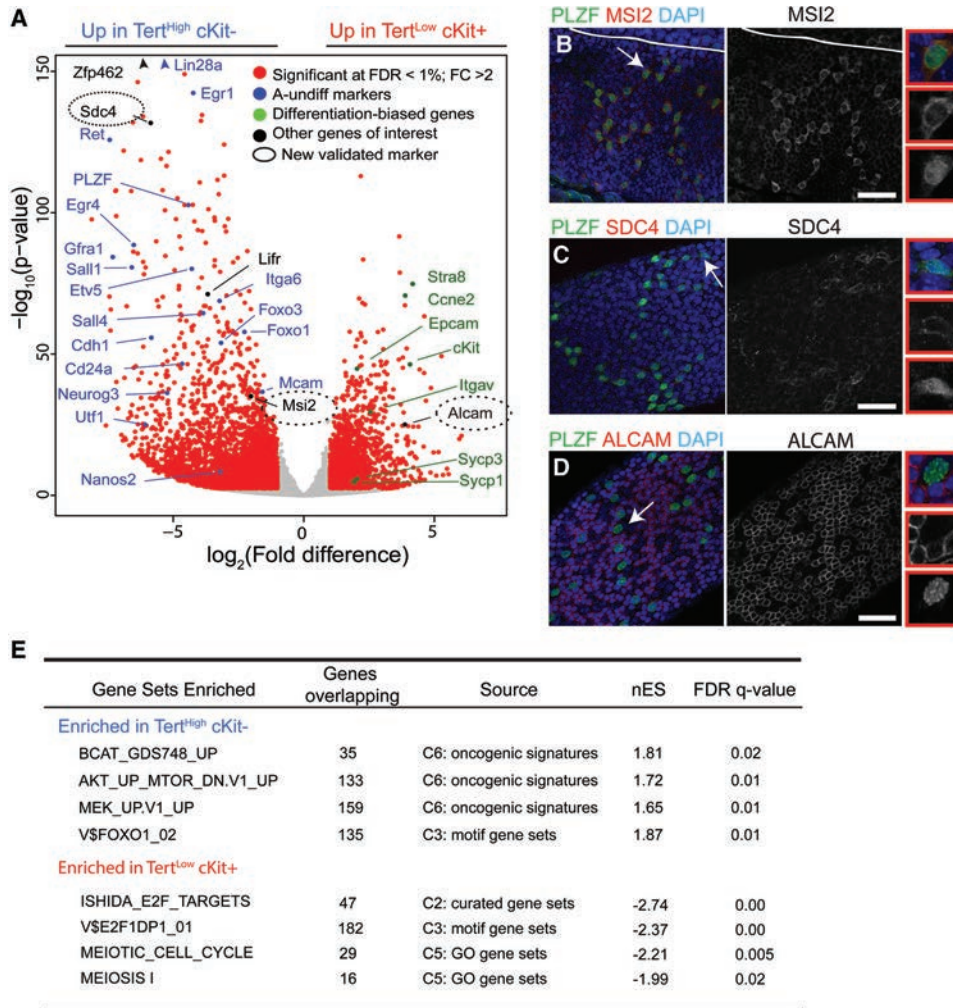 A
Up in Tert^High cKit-
Up in Tert^Low cKit+
Significant at FDR < 1%; FC >2
A-undiff markers
Differentiation-biased genes
Other genes of interest
New validated marker
Zfp462
Lin28a
Egr1
Sdc4
Ret
PLZF
Egr4
Gfra1
Sall1
Etv5
Lifr
Itga6
Sall4
Foxo3
Foxo1
Cdh1
Cd24a
Neurog3
Utf1
Mcam
Msi2
Nanos2
Stra8
Ccne2
Epcam
cKit
Itgav
Alcam
Sycp3
Sycp1
150
100
50
0
−log10(p−value)
−5 0 5
log2(Fold difference)
PLZF MSI2 DAPI
MSI2
B
PLZF SDC4 DAPI
SDC4
C
PLZF ALCAM DAPI
ALCAM
D
E
Gene Sets Enriched Genes overlapping Source nES FDR q-value
Enriched in Tert^High cKit-
BCAT_GDS748_UP 35 C6: oncogenic signatures 1.81 0.02
AKT_UP_MTOR_DN.V1_UP 133 C6: oncogenic signatures 1.72 0.01
MEK_UP.V1_UP 159 C6: oncogenic signatures 1.65 0.01
V$FOXO1_02 135 C3: motif gene sets 1.87 0.01
Enriched in Tert^Low cKit+
ISHIDA_E2F_TARGETS 47 C2: curated gene sets -2.74 0.00
V$E2F1DP1_01 182 C3: motif gene sets -2.37 0.00
MEIOTIC_CELL_CYCLE 29 C5: GO gene sets -2.21 0.005
MEIOSIS I 16 C5: GO gene sets -1.99 0.02